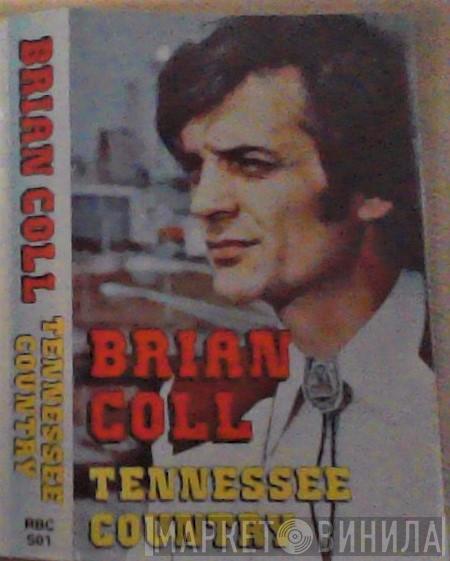 BRIAN COLL
TENNESSEE
COUNTRY
RBC
501
BRIAN
COLL
TENNESSEE
COUNTRY
МАРКЕТ ВИНИЛА